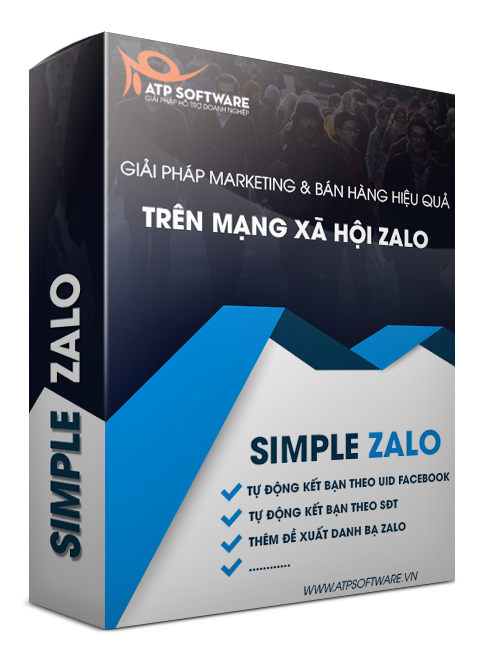 ATP SOFTWARE
GIẢI PHÁP HỖ TRỢ DOANH NGHIỆP
GIẢI PHÁP MARKETING & BÁN HÀNG HIỆU QUẢ
TRÊN MẠNG XÃ HỘI ZALO
SIMPLE ZALO
SIMPLE ZALO
TỰ ĐỘNG KẾT BẠN THEO UID FACEBOOK
TỰ ĐỘNG KẾT BẠN THEO SĐT
THÊM ĐỀ XUẤT DANH BẠ ZALO
............
WWW.ATPSOFTWARE.VN